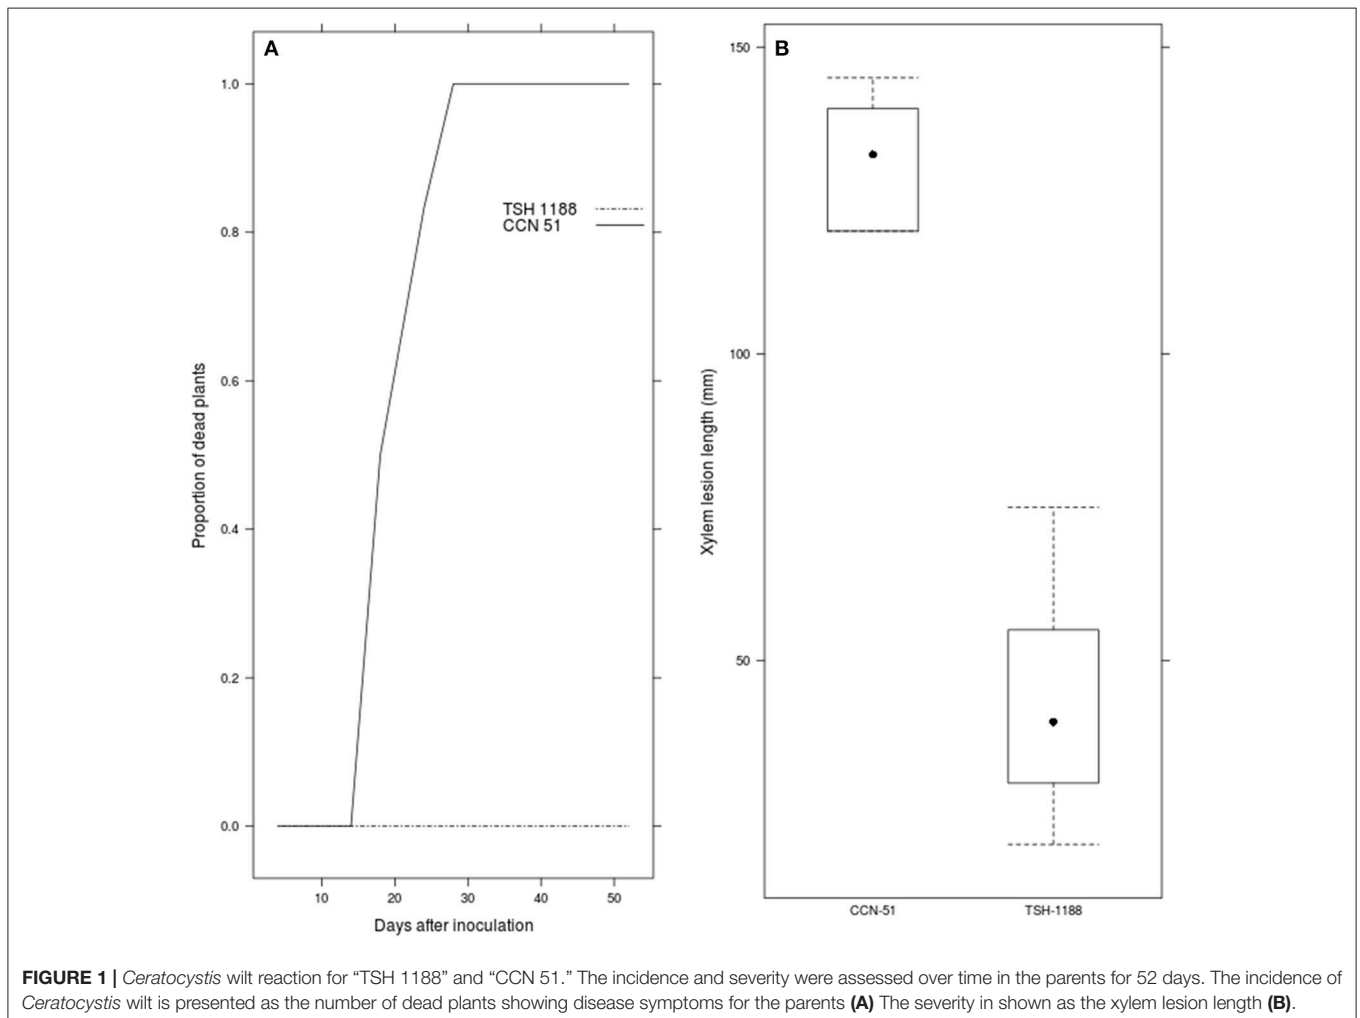 A
1.0
0.8
0.6
0.4
0.2
0.0
Proportion of dead plants
TSH 1188
CCN 51
10 20 30 40 50
Days after inoculation
B
150
100
50
Xylem lesion length (mm)
CCN-51 TSH-1188
FIGURE 1 | Ceratocystis wilt reaction for “TSH 1188” and “CCN 51.” The incidence and severity were assessed over time in the parents for 52 days. The incidence of
Ceratocystis wilt is presented as the number of dead plants showing disease symptoms for the parents (A) The severity in shown as the xylem lesion length (B).